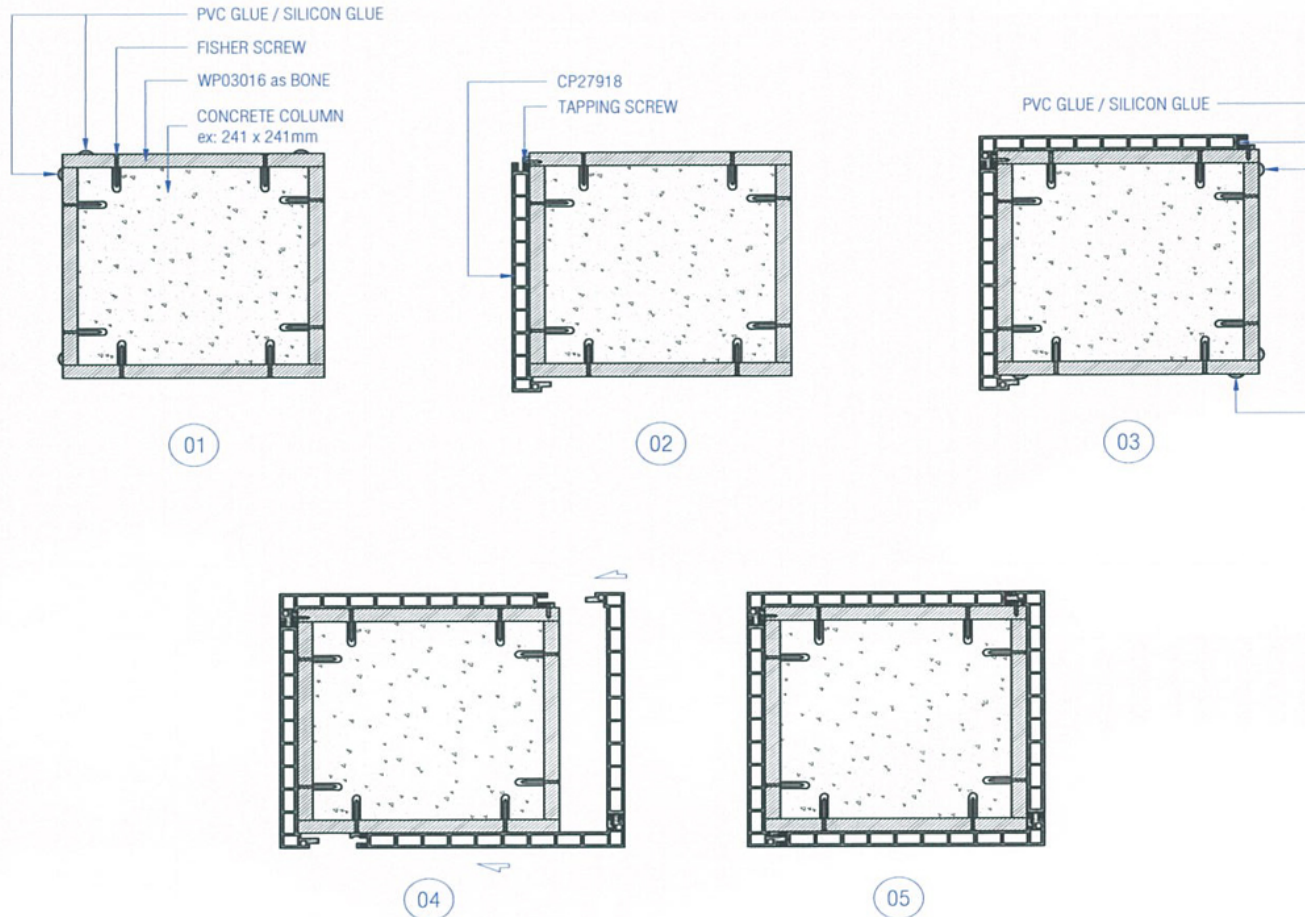 PVC GLUE / SILICON GLUE
FISHER SCREW
WP03016 as BONE
CONCRETE COLUMN
ex: 241 x 241mm
CP27918
TAPPING SCREW
PVC GLUE / SILICON GLUE
01
02
03
04
05